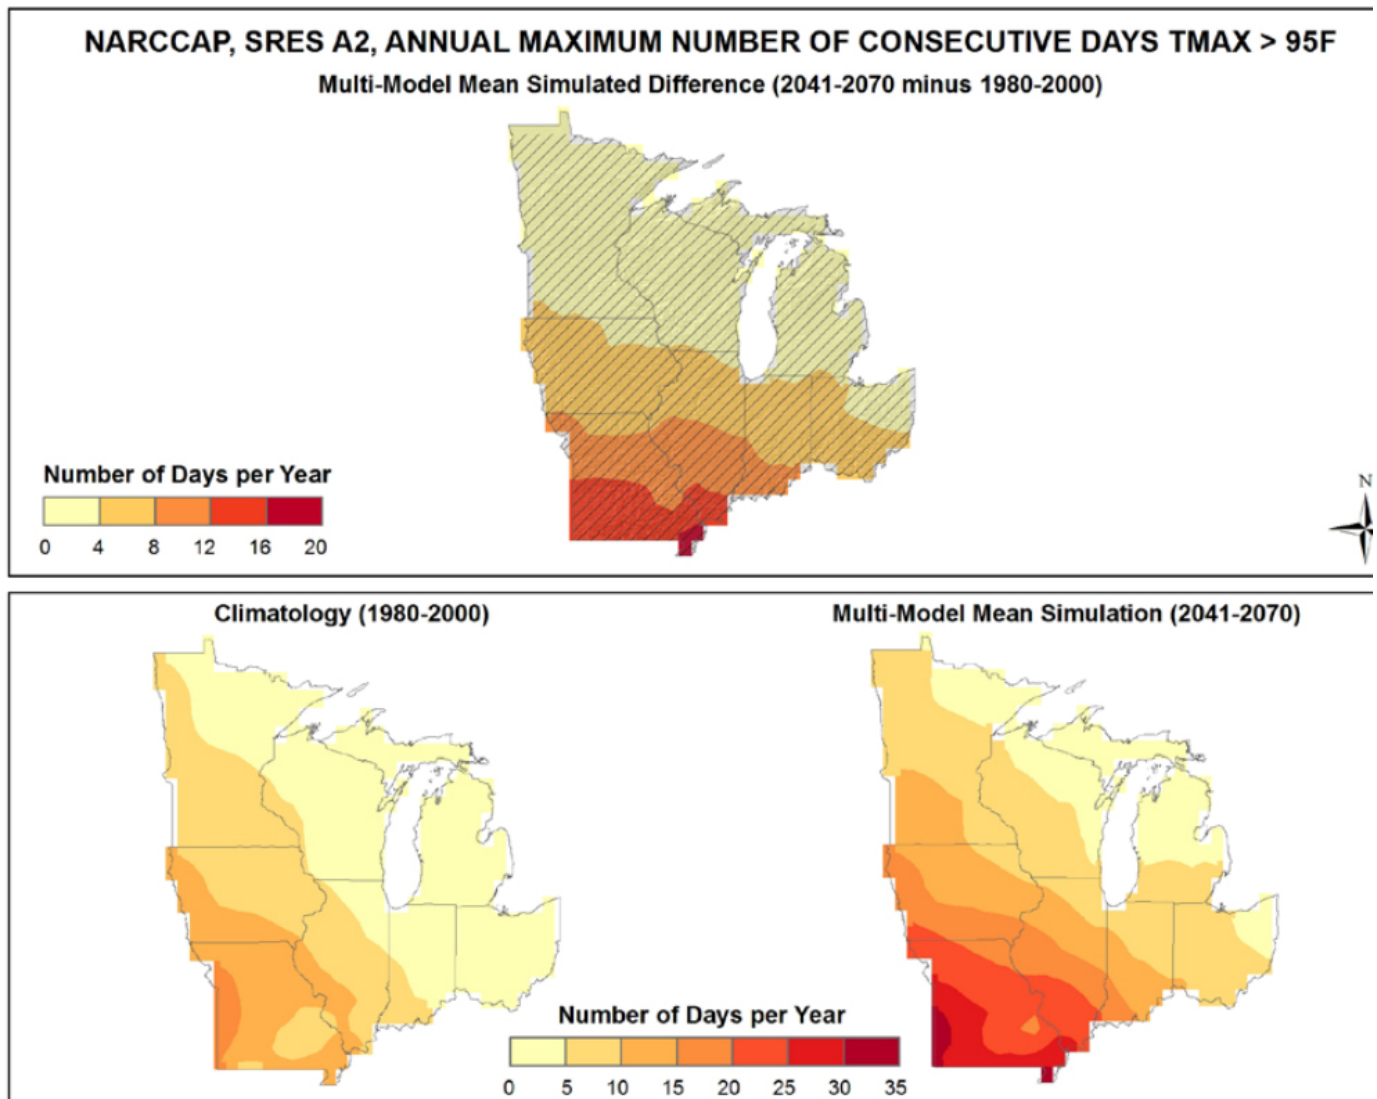 NARCCAP, SRES A2, ANNUAL MAXIMUM NUMBER OF CONSECUTIVE DAYS TMAX > 95F
Multi-Model Mean Simulated Difference (2041-2070 minus 1980-2000)
Number of Days per Year
0 4 8 12 16 20
N
Climatology (1980-2000)
Multi-Model Mean Simulation (2041-2070)
Number of Days per Year
0 5 10 15 20 25 30 35